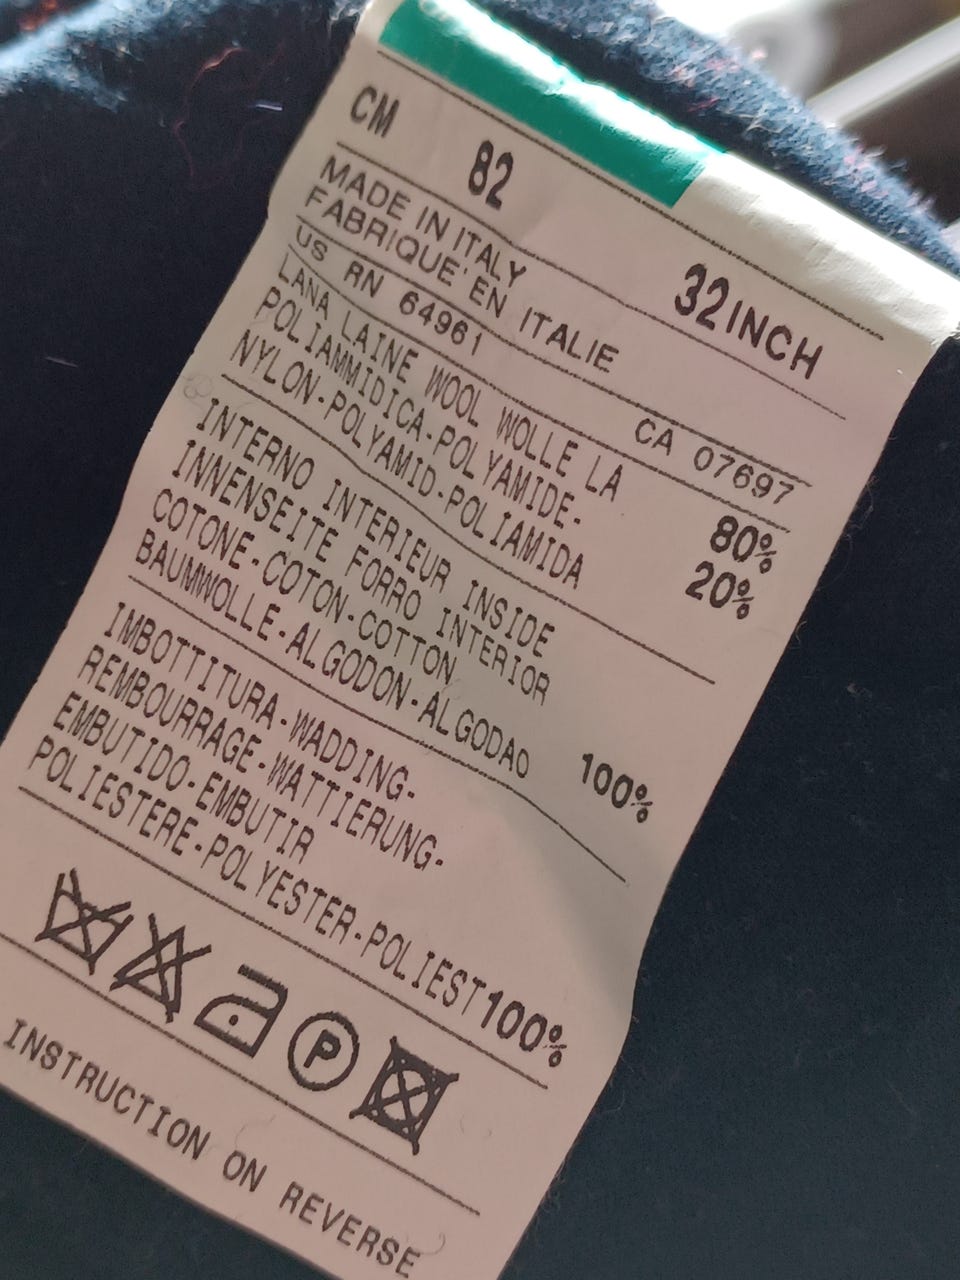 CM 82 32INCH
MADE IN ITALY
FABRIQUE' EN ITALIE
US RN 64961 CA 07697
LANA LAINE WOOL WOLLE LA 80%
POLIAMMIDICA-POLYAMIDE- 20%
NYLON-POLYAMID-POLIAMIDA
INTERNO INTERIEUR INSIDE
INNENSEITE FORRO INTERIOR
COTONE-COTON-COTTON
BAUMWOLLE-ALGODON-ALGODAO 100%
IMBOTTITURA-WADDING-
REMBOURRAGE-WATTIERUNG-
EMBUTIDO-EMBUTIR
POLIESTERE-POLYESTER-POLIEST100%
P
INSTRUCTION ON REVERSE